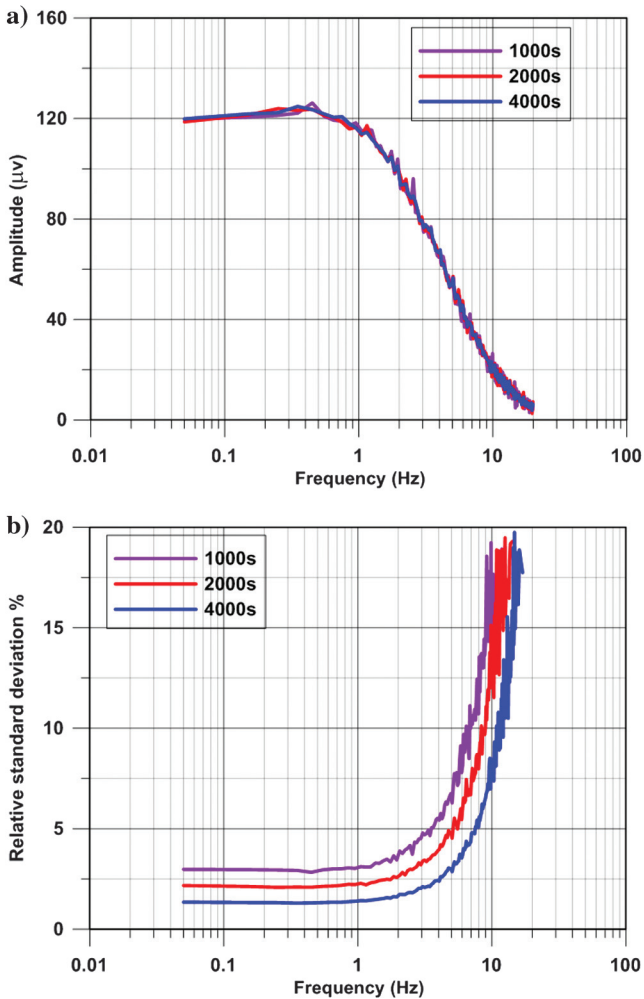 a)
160
120
80
40
0
Amplitude (μv)
1000s
2000s
4000s
0.01 0.1 1 10 100
Frequency (Hz)
b)
20
15
10
5
0
Relative standard deviation %
1000s
2000s
4000s
0.01 0.1 1 10 100
Frequency (Hz)